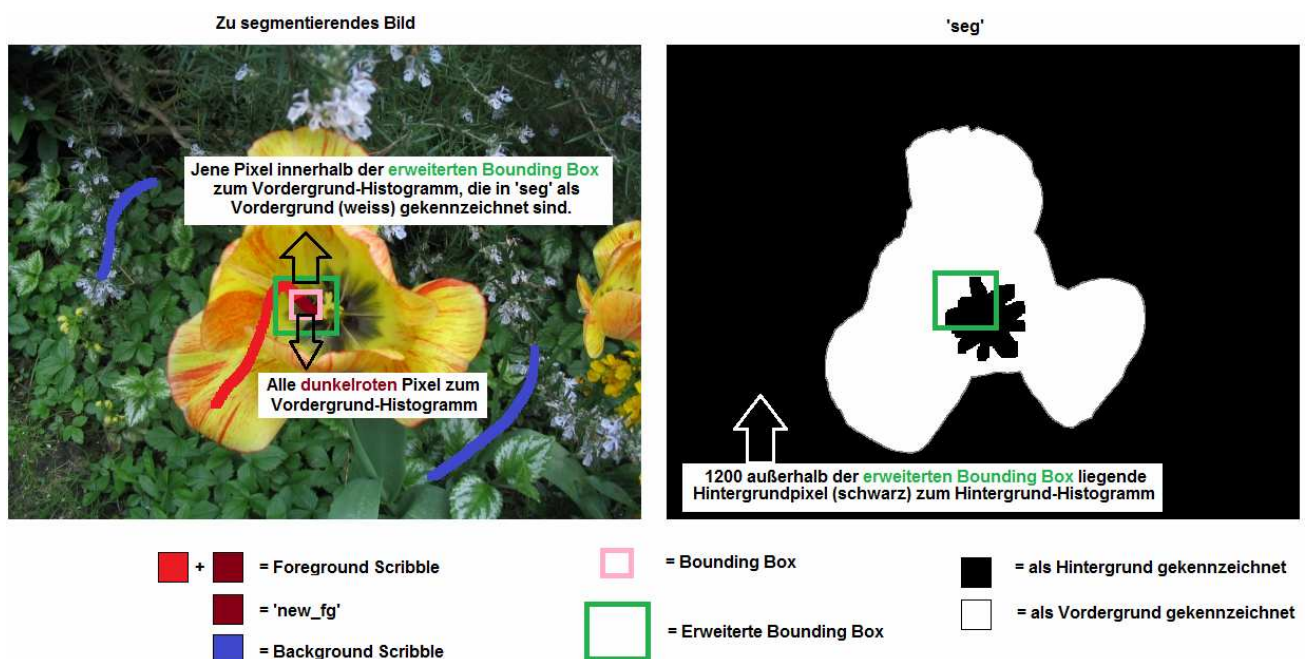 Zu segmentierendes Bild
'seg'
Jene Pixel innerhalb der erweiterten Bounding Box
zum Vordergrund-Histogramm, die in 'seg' als
Vordergrund (weiss) gekennzeichnet sind.
Alle dunkelroten Pixel zum
Vordergrund-Histogramm
1200 außerhalb der erweiterten Bounding Box liegende
Hintergrundpixel (schwarz) zum Hintergrund-Histogramm
+ = Foreground Scribble
= 'new_fg'
= Background Scribble
= Bounding Box
= Erweiterte Bounding Box
= als Hintergrund gekennzeichnet
= als Vordergrund gekennzeichnet